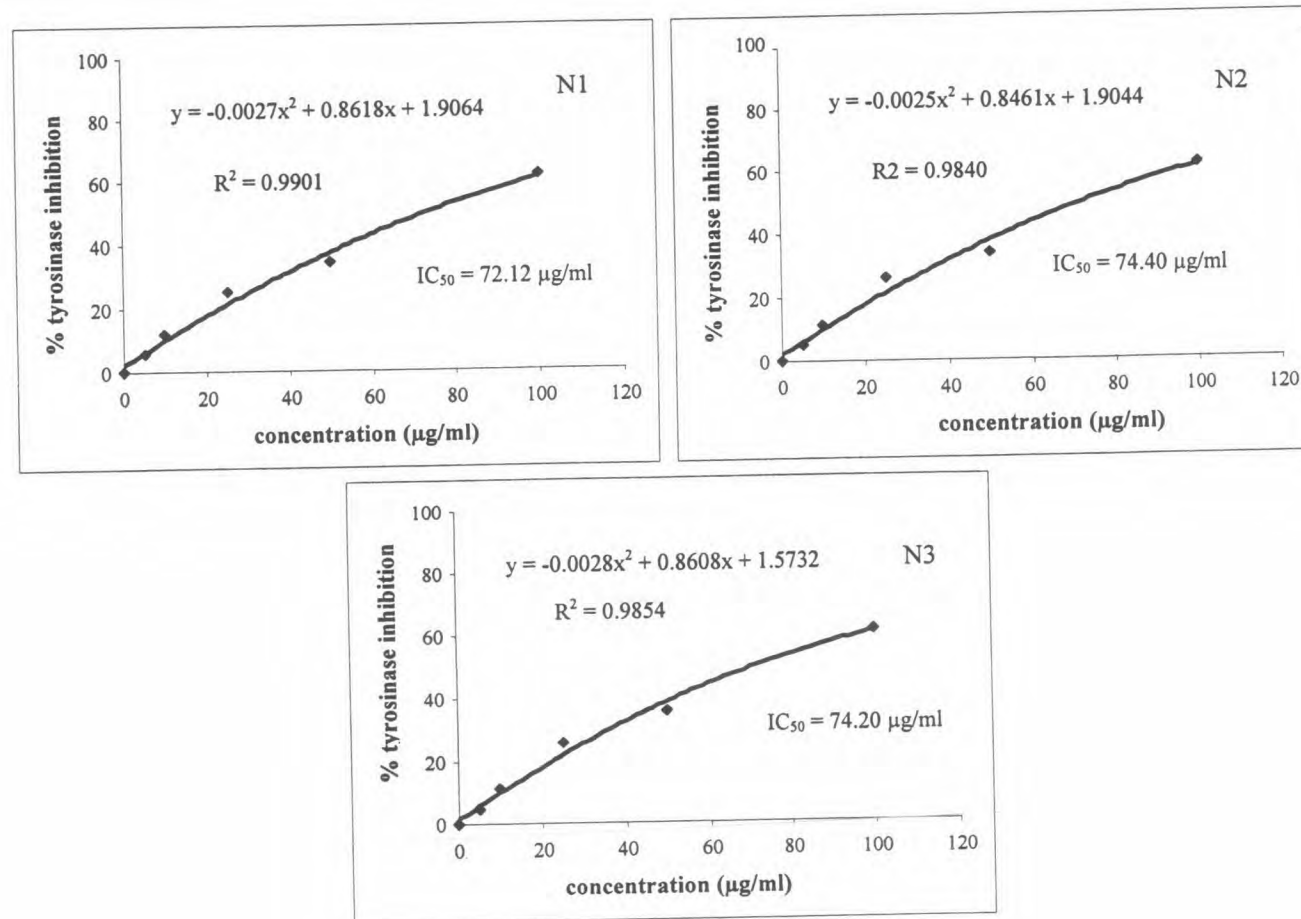 N1
y = -0.0027x² + 0.8618x + 1.9064
R² = 0.9901
IC₅₀ = 72.12 µg/ml
% tyrosinase inhibition
100
80
60
40
20
0
0 20 40 60 80 100 120
concentration (µg/ml)
N2
y = -0.0025x² + 0.8461x + 1.9044
R2 = 0.9840
IC₅₀ = 74.40 µg/ml
% tyrosinase inhibition
100
80
60
40
20
0
0 20 40 60 80 100 120
concentration (µg/ml)
N3
y = -0.0028x² + 0.8608x + 1.5732
R² = 0.9854
IC₅₀ = 74.20 µg/ml
% tyrosinase inhibition
100
80
60
40
20
0
0 20 40 60 80 100 120
concentration (µg/ml)